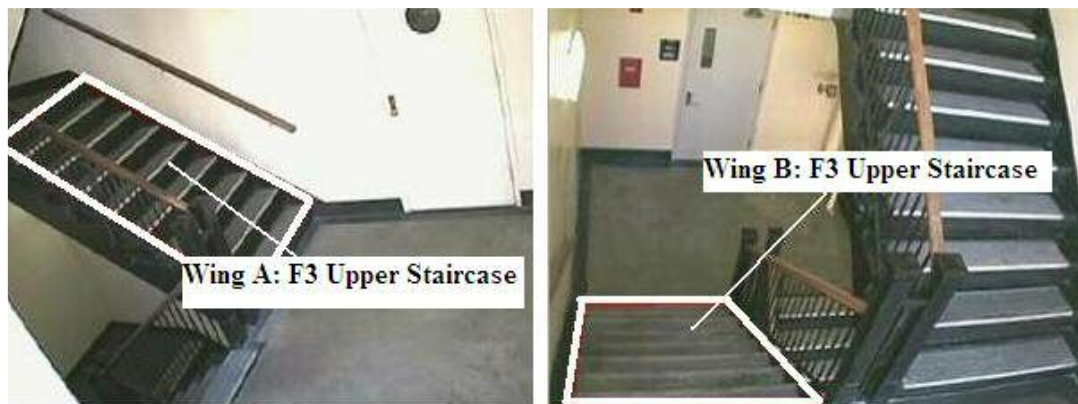 Wing A: F3 Upper Staircase
Wing B: F3 Upper Staircase